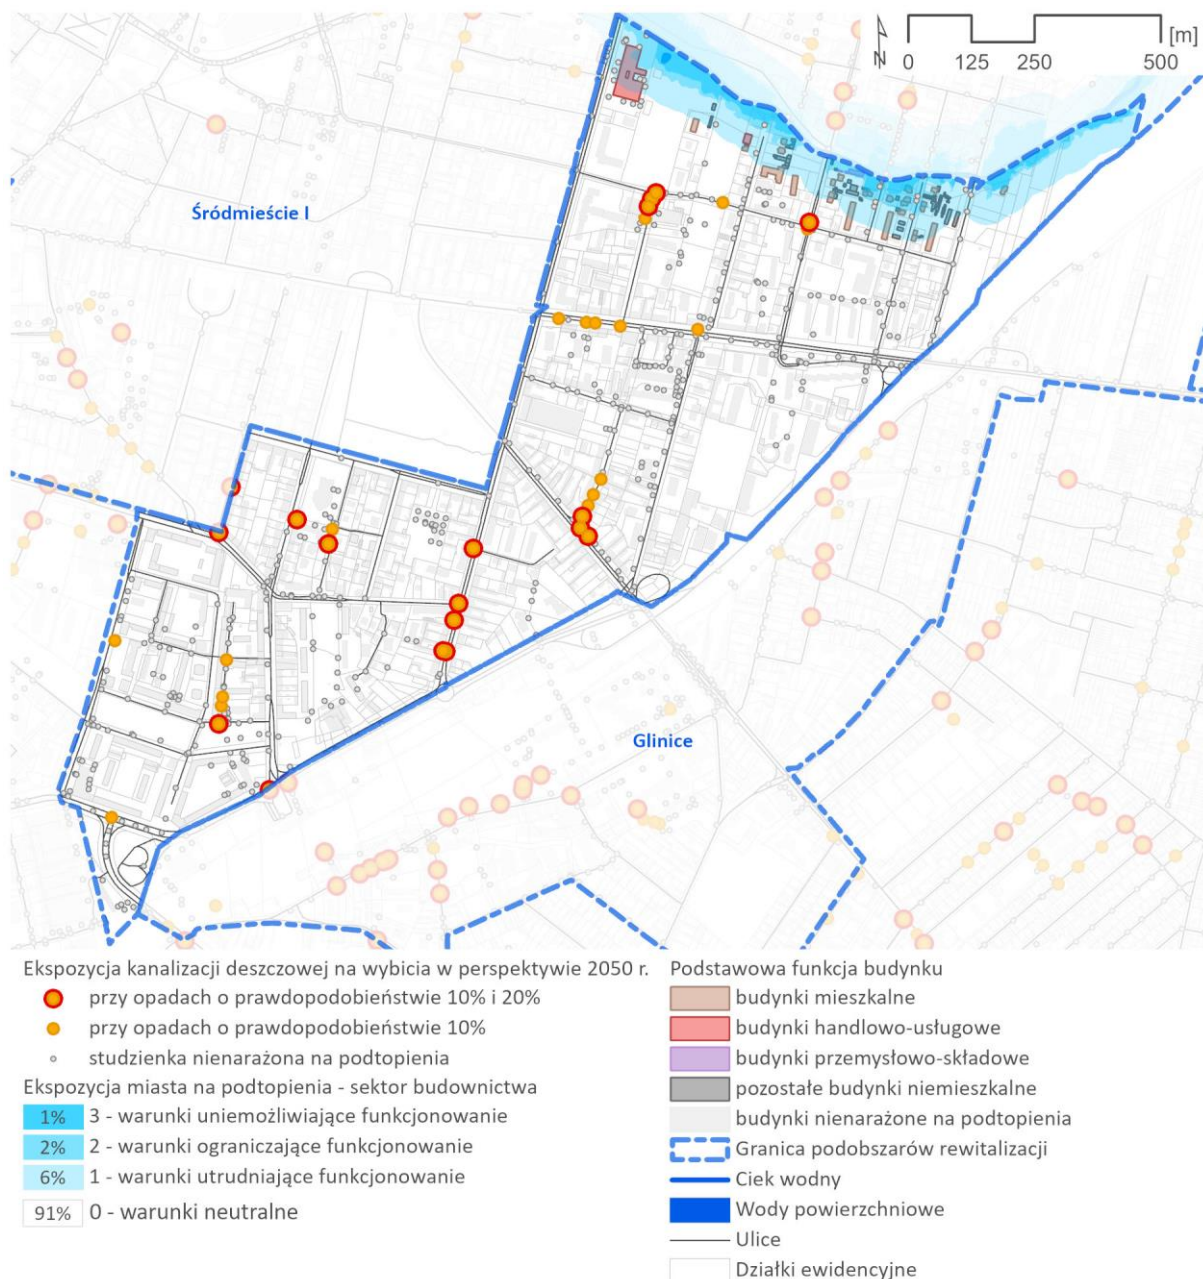 [m]
0 125 250 500
Śródmieście I
Glinice
Ekspozycja kanalizacji deszczowej na wybicia w perspektywie 2050 r.
przy opadach o prawdopodobieństwie 10% i 20%
przy opadach o prawdopodobieństwie 10%
studzienka nienarażona na podtopienia
Ekspozycja miasta na podtopienia - sektor budownictwa
1% 3 - warunki uniemożliwiające funkcjonowanie
2% 2 - warunki ograniczające funkcjonowanie
6% 1 - warunki utrudniające funkcjonowanie
91% 0 - warunki neutralne
Podstawowa funkcja budynku
budynki mieszkalne
budynki handlowo-usługowe
budynki przemysłowo-składowe
pozostałe budynki niemieszkalne
budynki nienarażone na podtopienia
Granica podobszarów rewitalizacji
Ciek wodny
Wody powierzchniowe
Ulice
Działki ewidencyjne